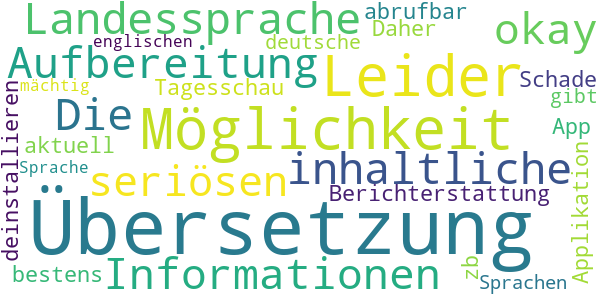 Landessprache
abrufbar
okay
englischen
deutsche
Daher
Aufbereitung
Leider
Schade
mächtig
Tagesschau
gibt
Die
Möglichkeit
App
aktuell
inhaltliche
Sprache
seriösen
Berichterstattung
deinstallieren
Applikation
Übersetzung
bestens
Informationen
zb
Sprachen